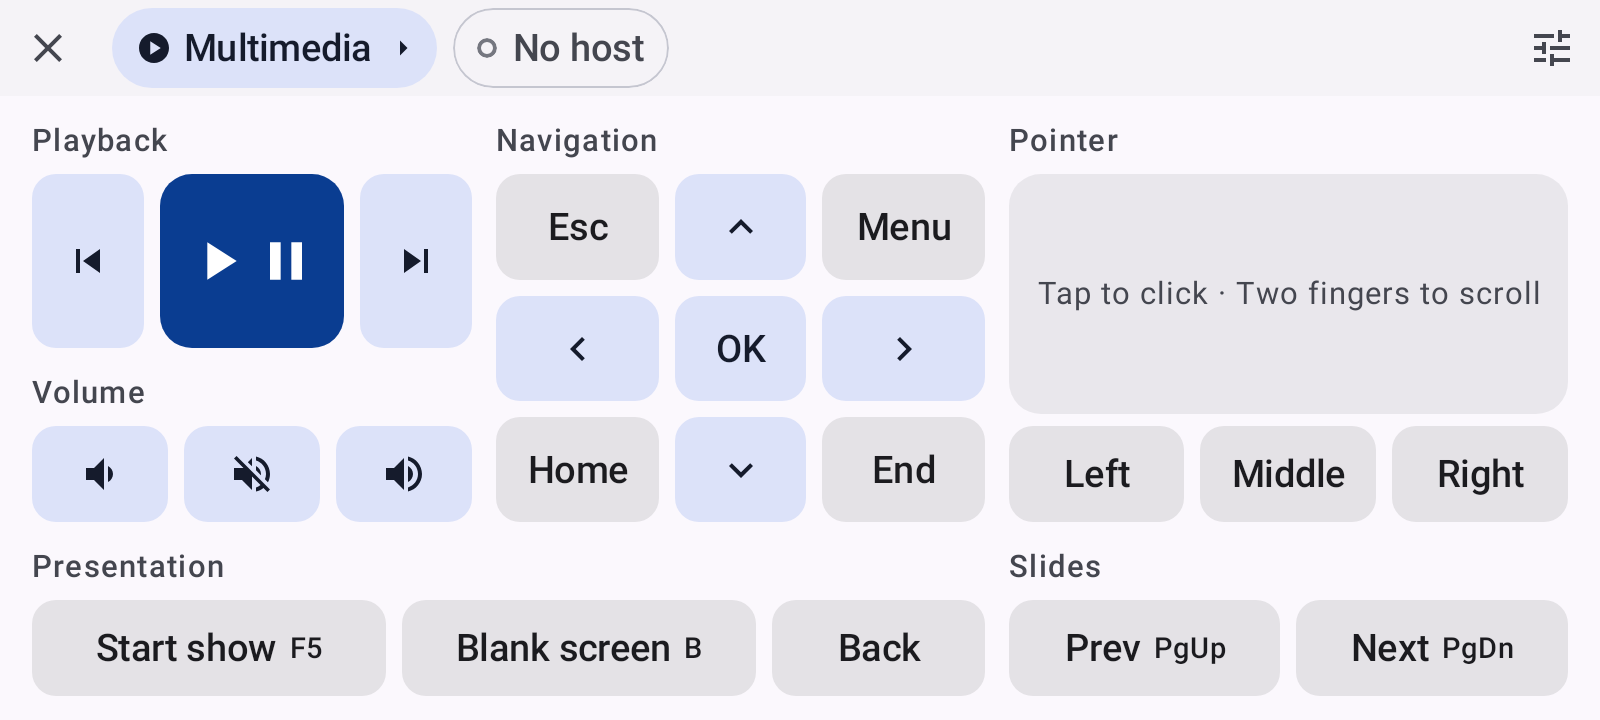 Multimedia
No host
Playback
Navigation
Pointer
Esc
Menu
Tap to click · Two fingers to scroll
OK
Volume
Home
End
Left
Middle
Right
Presentation
Slides
Start show F5
Blank screen B
Back
Prev PgUp
Next PgDn